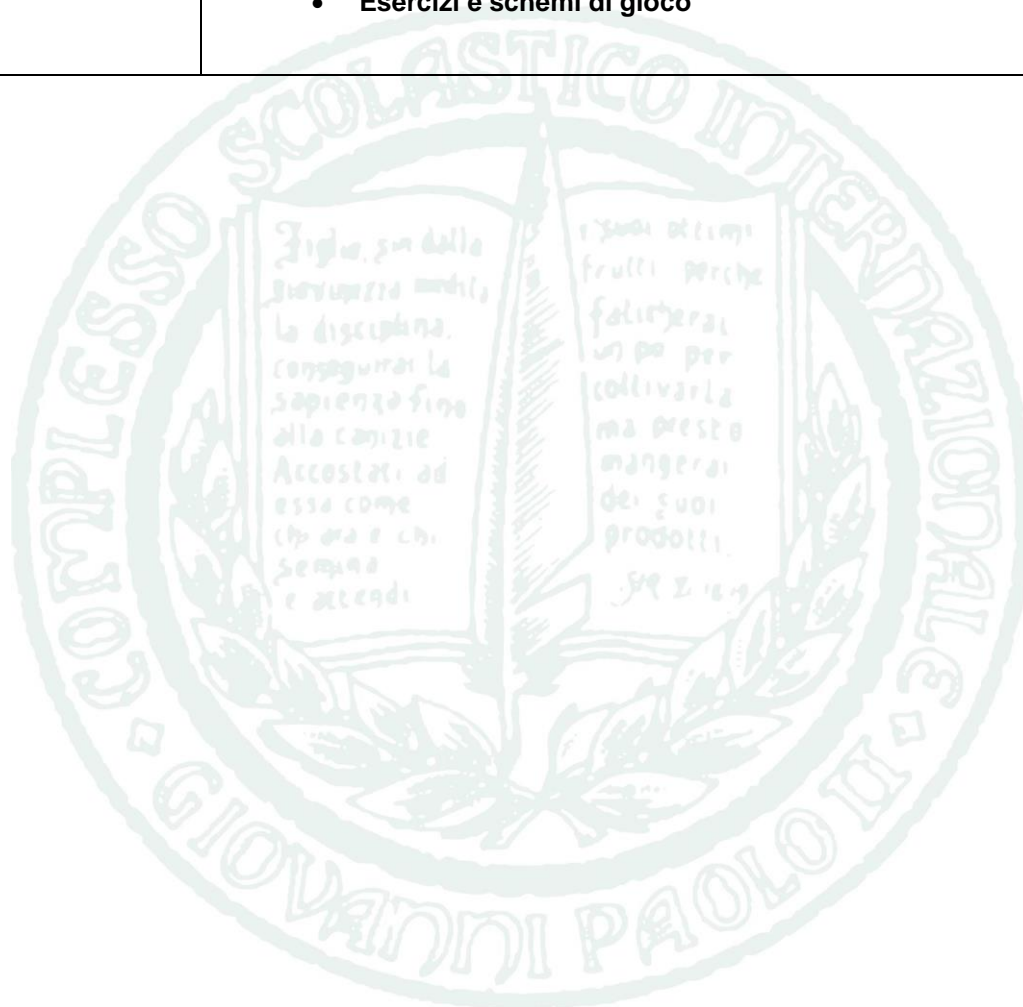 • Esercizi e schemi di gioco
COMPLESSO SCOLASTICO INTERNAZIONALE
GIOVANNI PAOLO II
Figlio, sin dalla
giovinezza medita
la disciplina,
conseguirai la
sapienza fino
alla canizie
Accostati ad
essa come
chi ara e chi
semina
e attendi
i suoi ottimi
frutti perche
faticherai
un po per
coltivarla
ma presto
mangerai
dei suoi
prodotti.